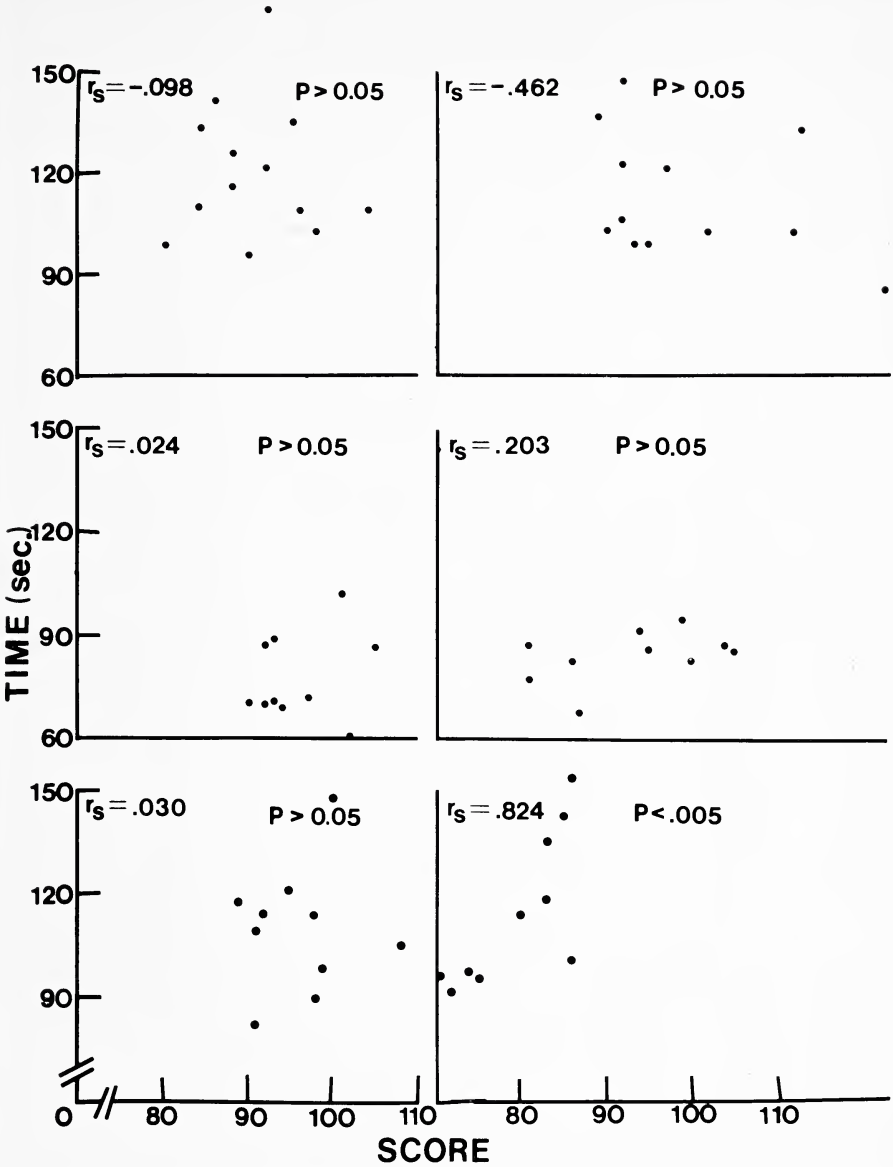 150 rS=-.098 P > 0.05 rS=-.462 P > 0.05
120
90
60
150 rS=.024 P > 0.05 rS=.203 P > 0.05
120
90
60
TIME (sec.)
150 rS=.030 P > 0.05 rS=.824 P<.005
120
90
0 80 90 100 110 80 90 100 110
SCORE